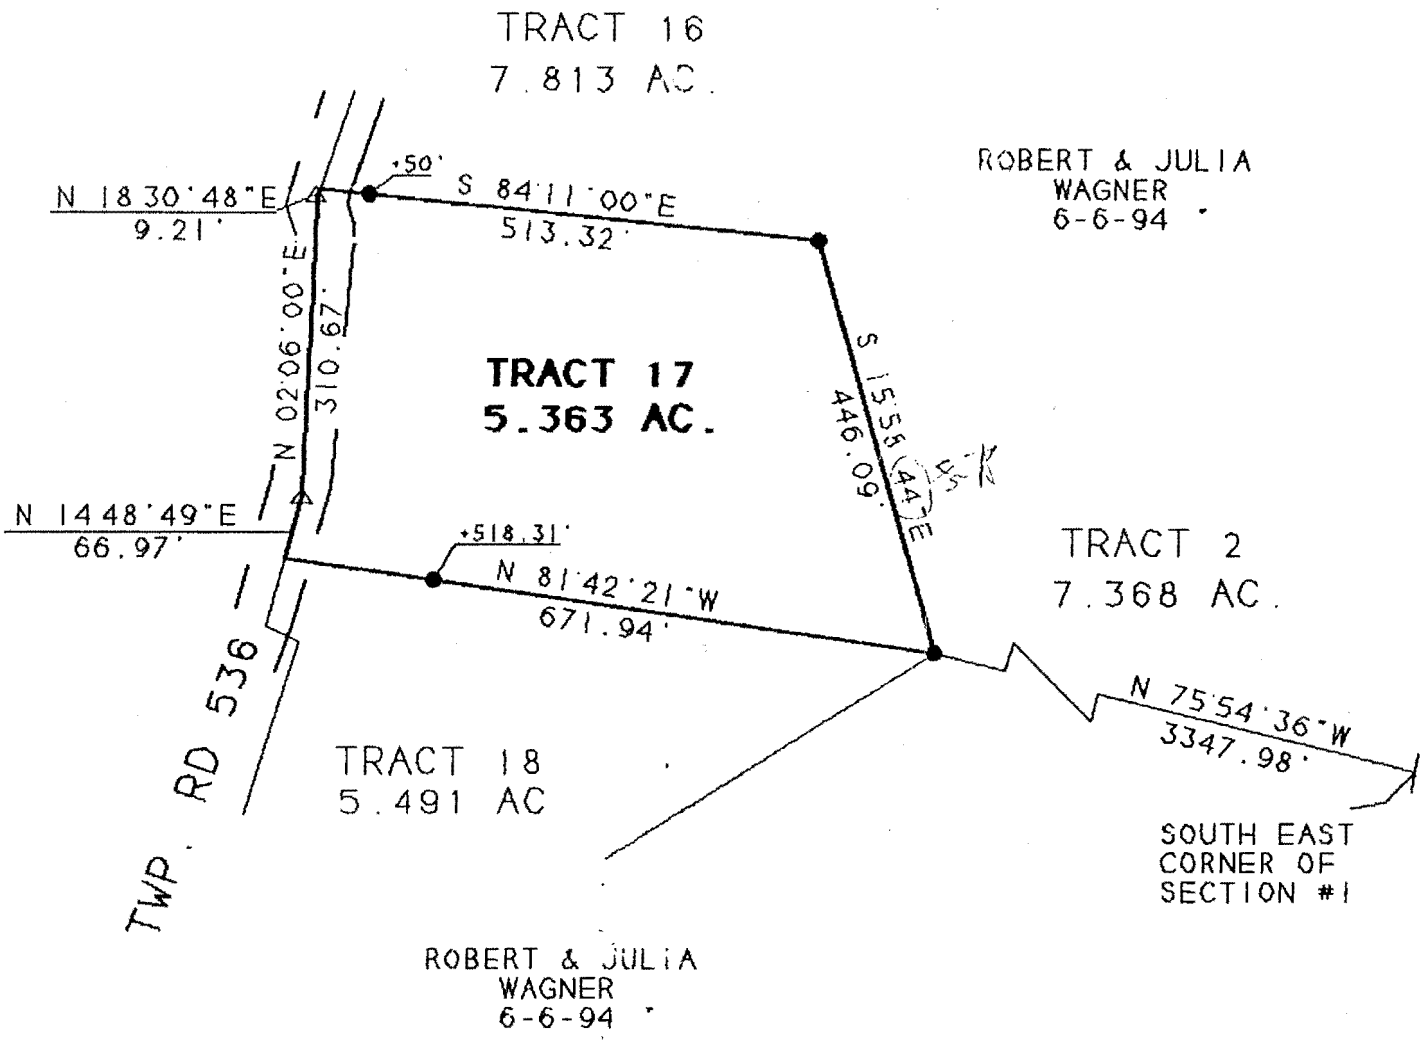 TRACT 16
7.813 AC.
ROBERT & JULIA
WAGNER
6-6-94
+50'
N 18 30'48"E
9.21'
S 84°11'00"E
513.32'
N 02°06'00"E
310.67'
TRACT 17
5.363 AC.
S 15°55'44"E
446.09'
N 14 48'49"E
66.97'
+518.31'
N 81°42'21"W
671.94'
TRACT 2
7.368 AC.
TWP. RD 536
N 75°54'36"W
3347.98'
TRACT 18
5.491 AC
SOUTH EAST
CORNER OF
SECTION #1
ROBERT & JULIA
WAGNER
6-6-94